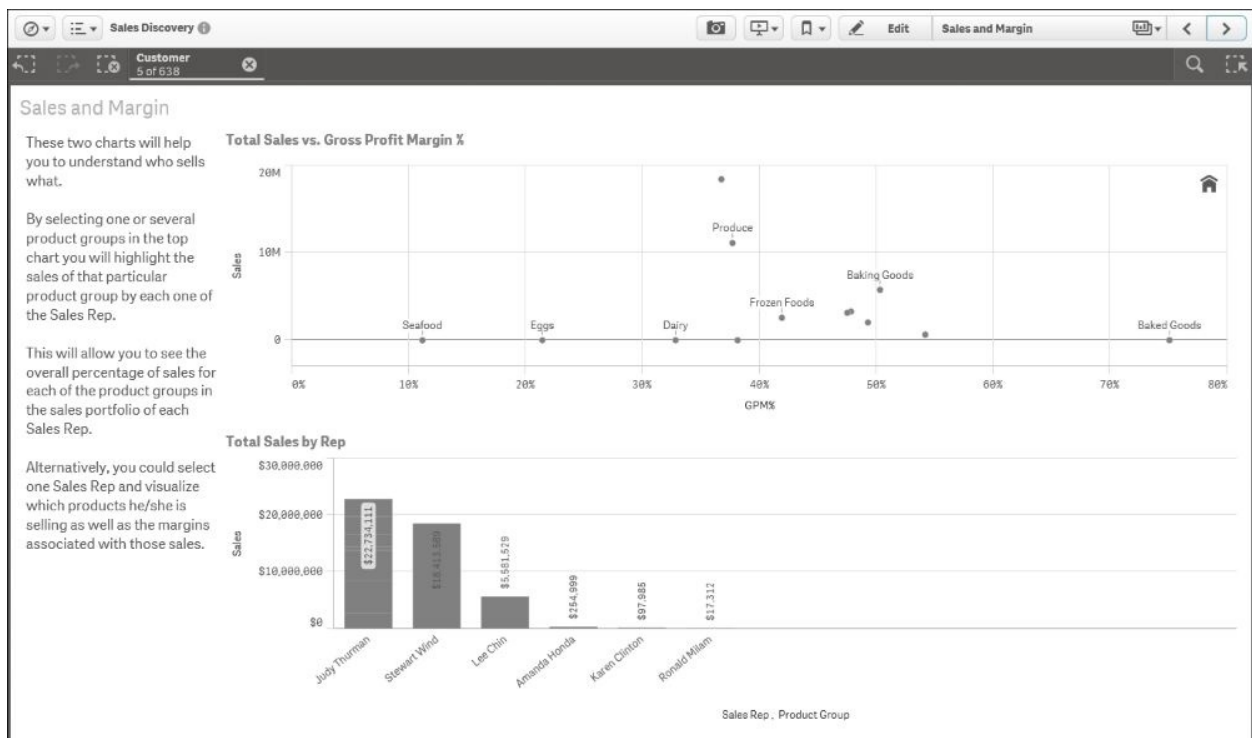 Sales Discovery
Edit
Sales and Margin
Customer
5 of 638
Sales and Margin
These two charts will help
you to understand who sells
what.
By selecting one or several
product groups in the top
chart you will highlight the
sales of that particular
product group by each one of
the Sales Rep.
This will allow you to see the
overall percentage of sales for
each of the product groups in
the sales portfolio of each
Sales Rep.
Alternatively, you could select
one Sales Rep and visualize
which products he/she is
selling as well as the margins
associated with those sales.
Total Sales vs. Gross Profit Margin %
20M
10M
0
Sales
Produce
Baking Goods
Frozen Foods
Seafood
Eggs
Dairy
Baked Goods
0%
10%
20%
30%
40%
50%
60%
70%
80%
GPM%
Total Sales by Rep
$30,000,000
$20,000,000
$10,000,000
$0
Sales
$22,734,111
$5,581,529
$254,999
$97,985
$17,312
Judy Thurman
Stewart Wind
Lee Chin
Amanda Honda
Karen Clinton
Ronald Milam
Sales Rep , Product Group